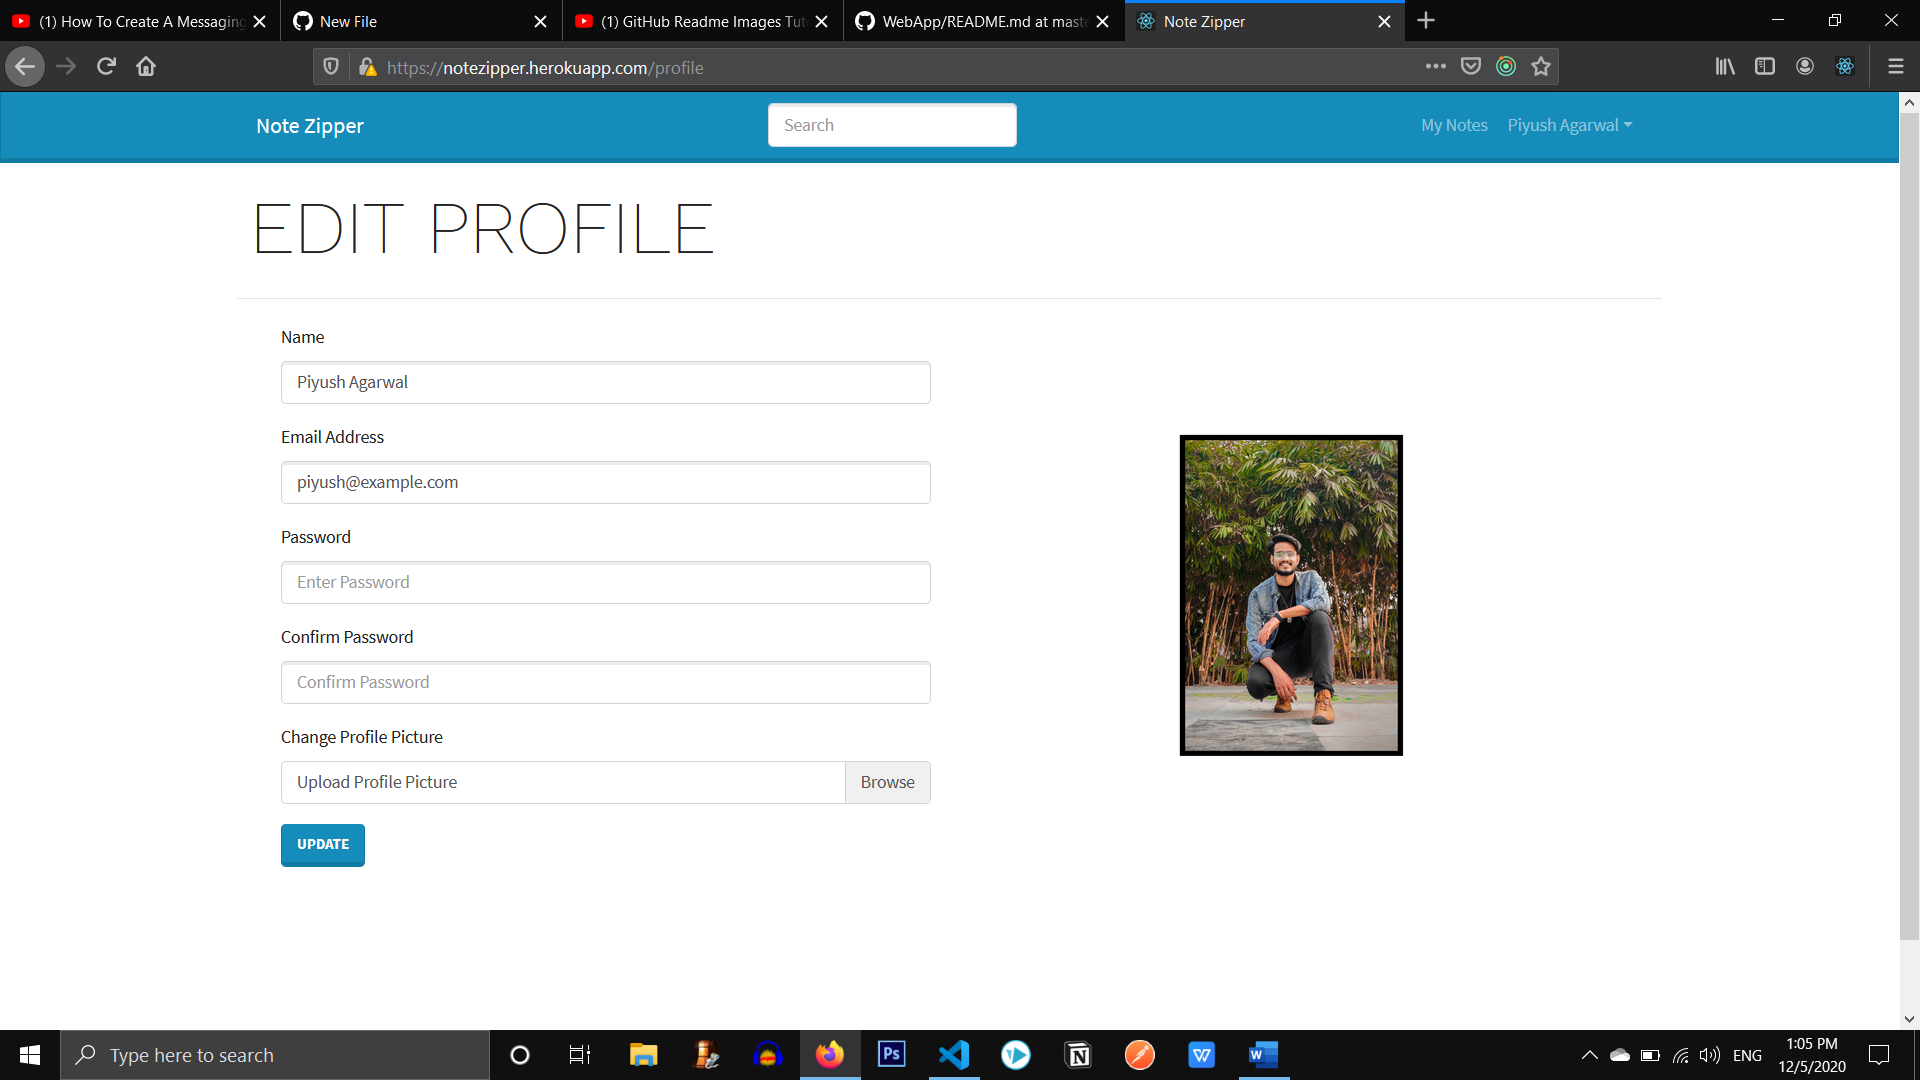 (1) How To Create A Messaging
New File
(1) GitHub Readme Images Tut
WebApp/README.md at maste
Note Zipper
https://notezipper.herokuapp.com/profile
Note Zipper
Search
My Notes
Piyush Agarwal
EDIT PROFILE
Name
Piyush Agarwal
Email Address
piyush@example.com
Password
Enter Password
Confirm Password
Confirm Password
Change Profile Picture
Upload Profile Picture
Browse
UPDATE
Type here to search
Ps
N
W
W
ENG
1:05 PM
12/5/2020